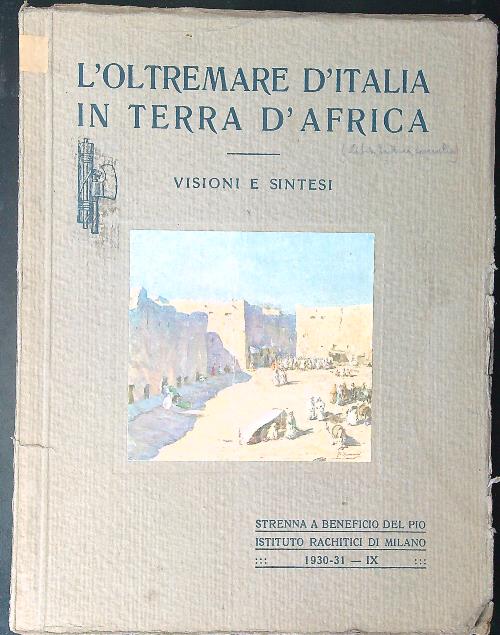 L'OLTREMARE D'ITALIA
IN TERRA D'AFRICA
VISIONI E SINTESI
STRENNA A BENEFICIO DEL PIO
ISTITUTO RACHITICI DI MILANO
::: 1930-31 — IX :::